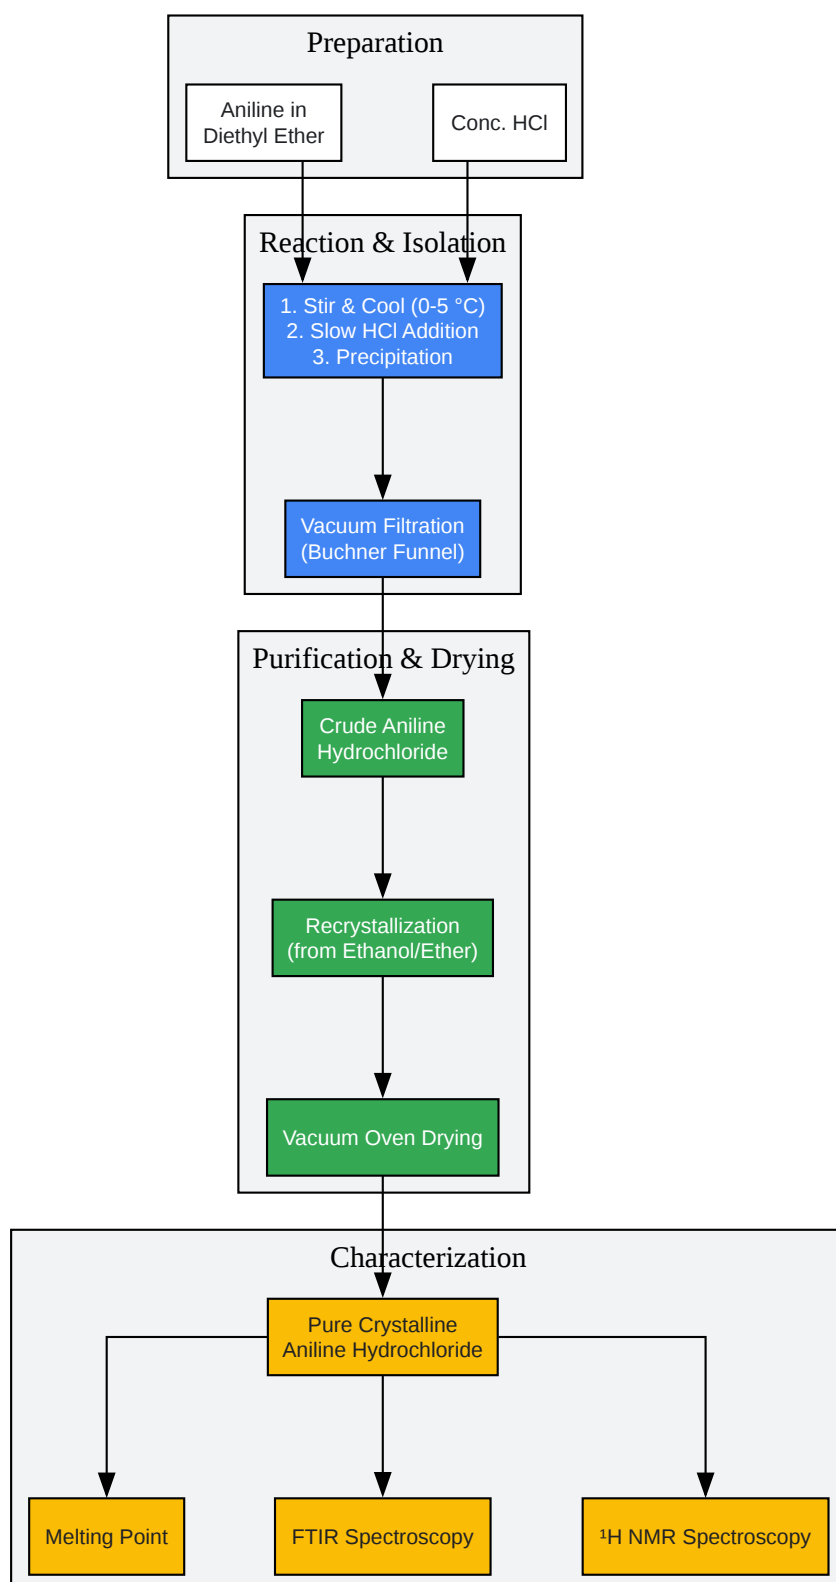 Preparation
Aniline in
Diethyl Ether
Conc. HCl
Reaction & Isolation
1. Stir & Cool (0-5 °C)
2. Slow HCl Addition
3. Precipitation
Vacuum Filtration
(Buchner Funnel)
Purification & Drying
Crude Aniline
Hydrochloride
Recrystallization
(from Ethanol/Ether)
Vacuum Oven Drying
Characterization
Pure Crystalline
Aniline Hydrochloride
Melting Point
FTIR Spectroscopy
¹H NMR Spectroscopy